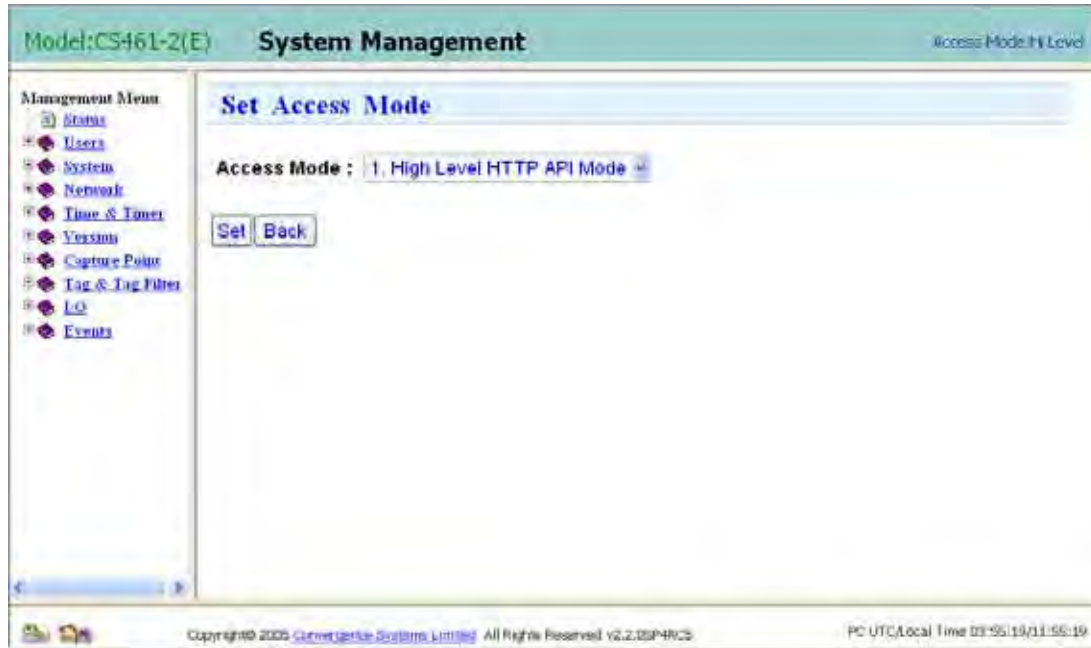 Model:CS461-2(E) System Management Access Mode:Hi Level
Management Menu
Status
Users
System
Network
Time & Timer
Version
Capture Point
Tag & Tag Filter
I/O
Events
Set Access Mode
Access Mode : 1. High Level HTTP API Mode
Set Back
Copyright© 2005 Convergence Systems Limited All Rights Reserved
PC UTC/Local Time 03:55:19/11:55:19